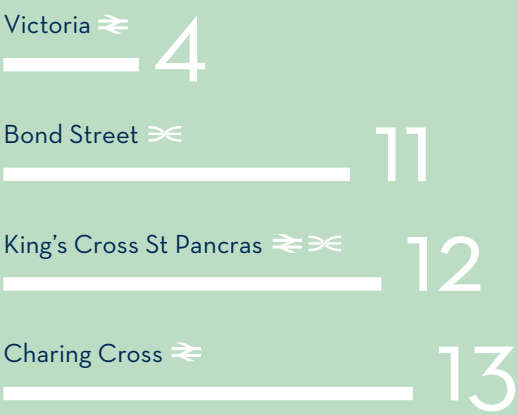 Victoria
4
Bond Street
11
King's Cross St Pancras
12
Charing Cross
13